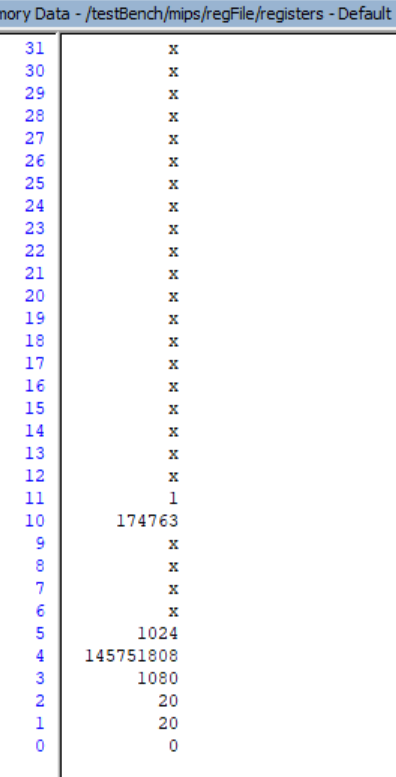 mory Data - /testBench/mips/regFile/registers - Default
31 x
30 x
29 x
28 x
27 x
26 x
25 x
24 x
23 x
22 x
21 x
20 x
19 x
18 x
17 x
16 x
15 x
14 x
13 x
12 x
11 1
10 174763
9 x
8 x
7 x
6 x
5 1024
4 145751808
3 1080
2 20
1 20
0 0